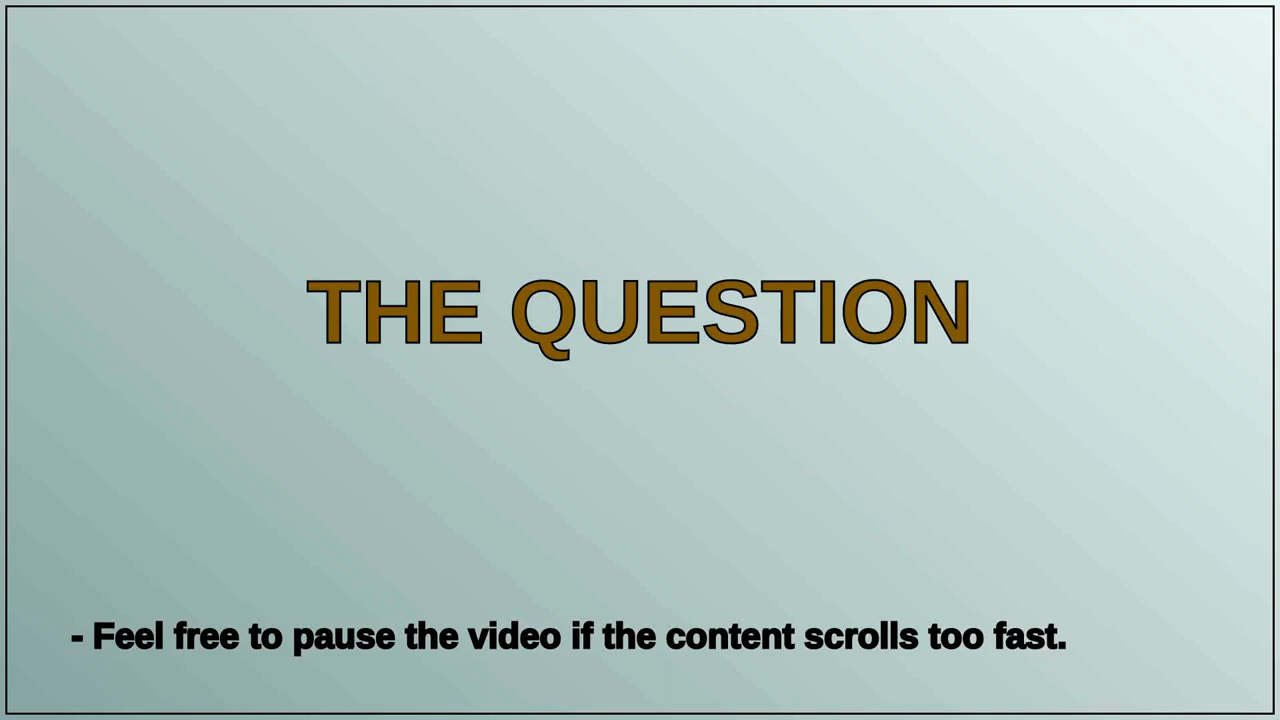 THE QUESTION
- Feel free to pause the video if the content scrolls too fast.